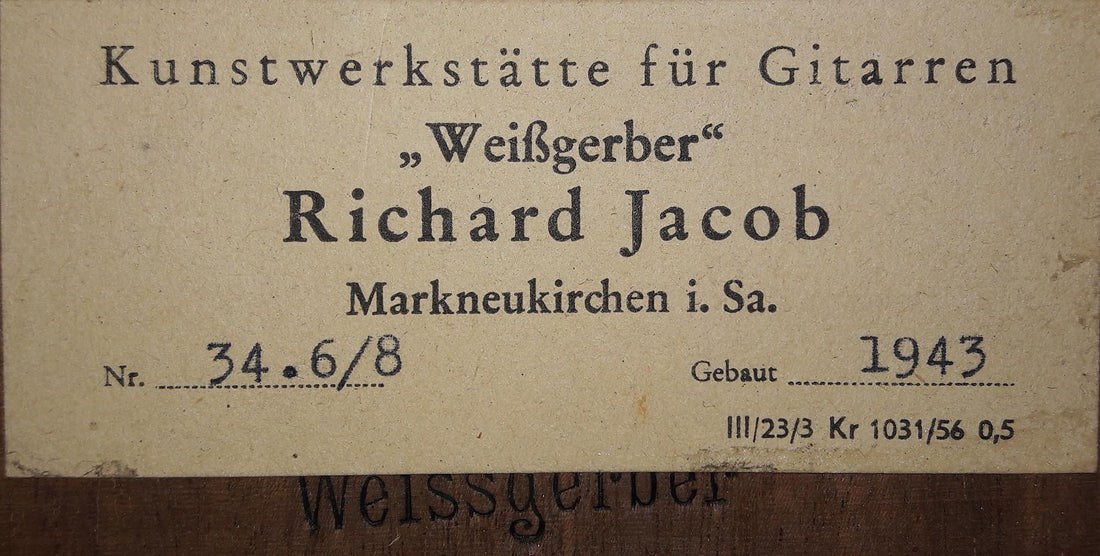 Kunstwerkstätte für Gitarren
„Weißgerber“
Richard Jacob
Markneukirchen i. Sa.
Nr. 34.6/8 Gebaut 1943
III/23/3 Kr 1031/56 0,5
Weissgerber